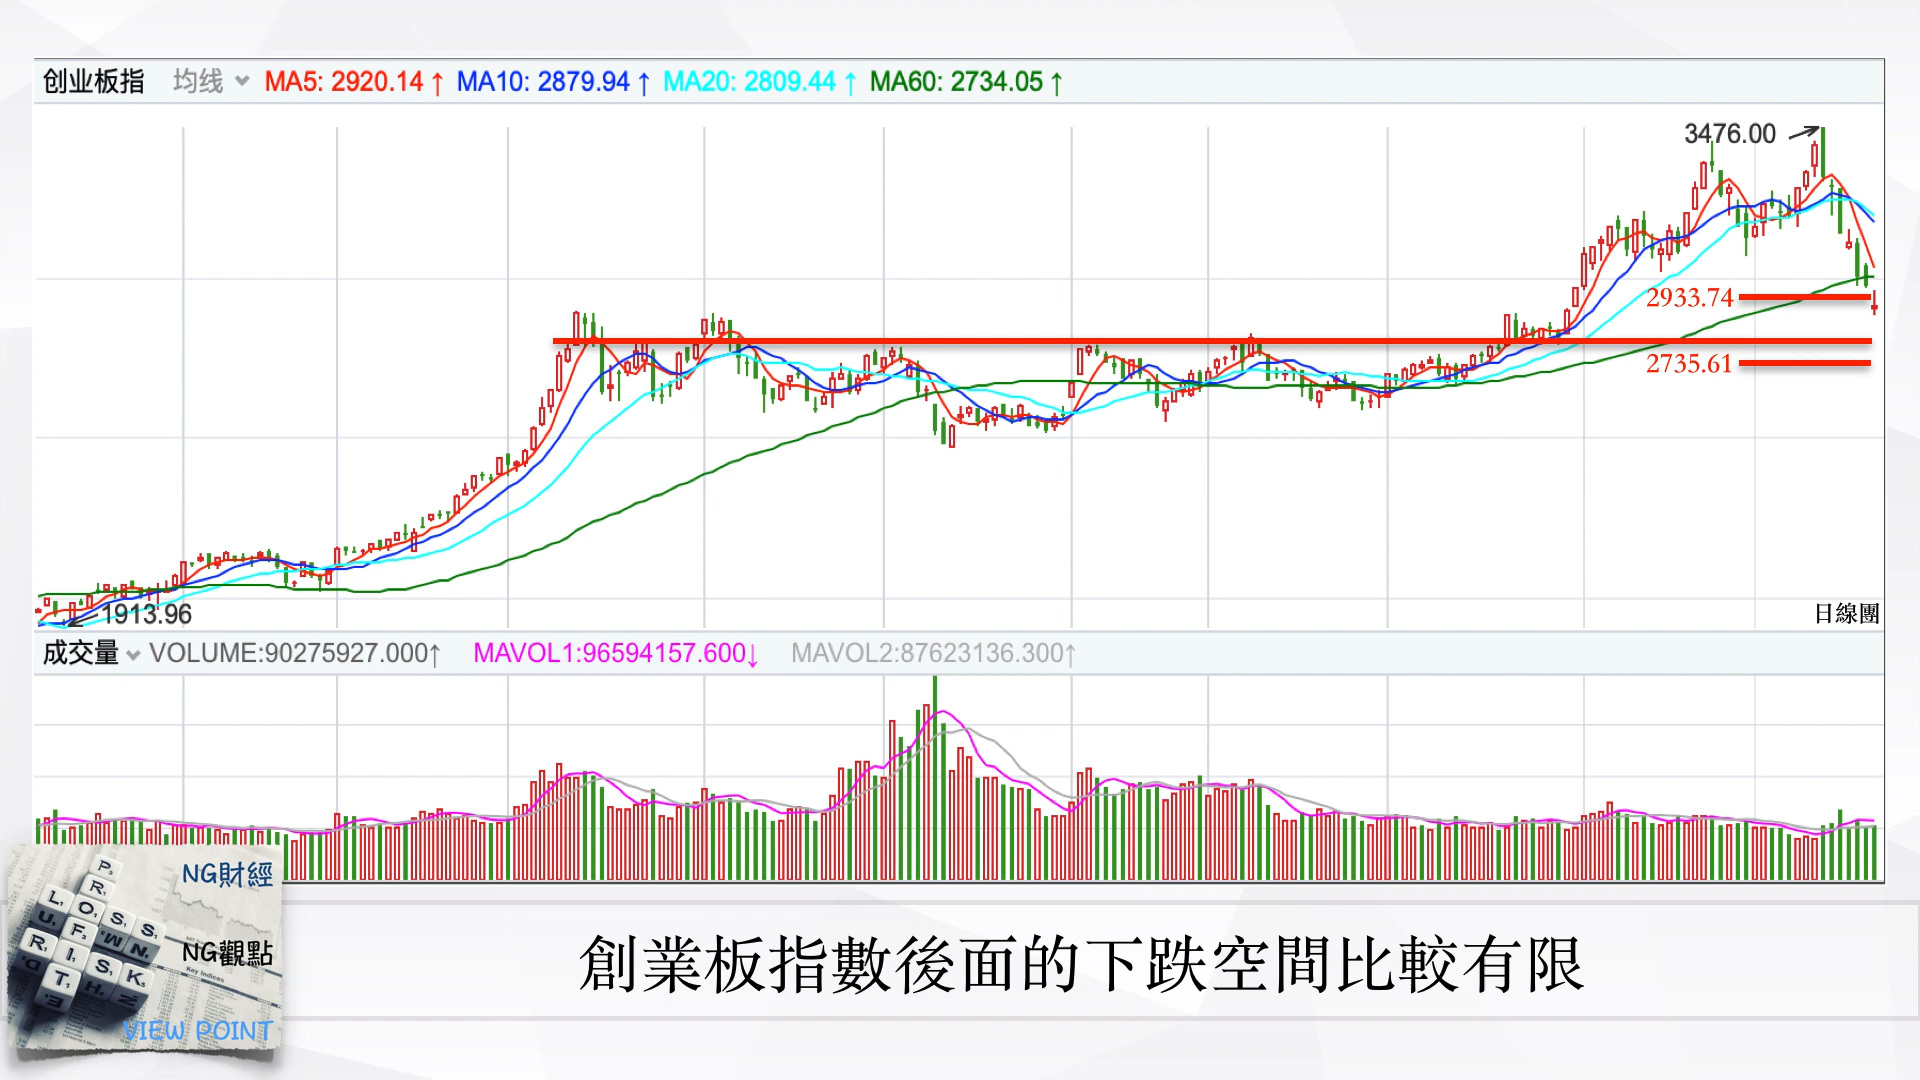 创业板指 均线 MA5: 2920.14 ↑ MA10: 2879.94 ↑ MA20: 2809.44 ↑ MA60: 2734.05 ↑
3476.00
2933.74
2735.61
1913.96
日線團
成交量 VOLUME:90275927.000↑ MAVOL1:96594157.600↓ MAVOL2:87623136.300↑
NG財經
NG觀點
VIEW POINT
創業板指數後面的下跌空間比較有限